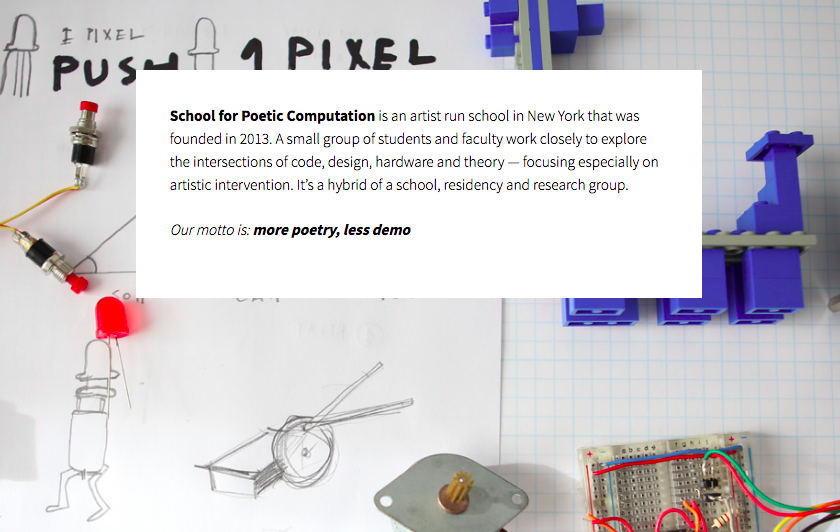 I PIXEL
PUSH 1 PIXEL
School for Poetic Computation is an artist run school in New York that was
founded in 2013. A small group of students and faculty work closely to explore
the intersections of code, design, hardware and theory — focusing especially on
artistic intervention. It’s a hybrid of a school, residency and research group.
Our motto is: more poetry, less demo